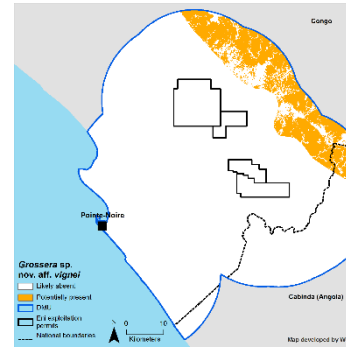 Congo
Pointe-Noire
Grossera sp.
nov. aff. vignei
Likely absent
Potentially present
DMU
Eni exploitation
permits
National boundaries
0
10
Kilometers
Cabinda (Angola)
Map developed by W